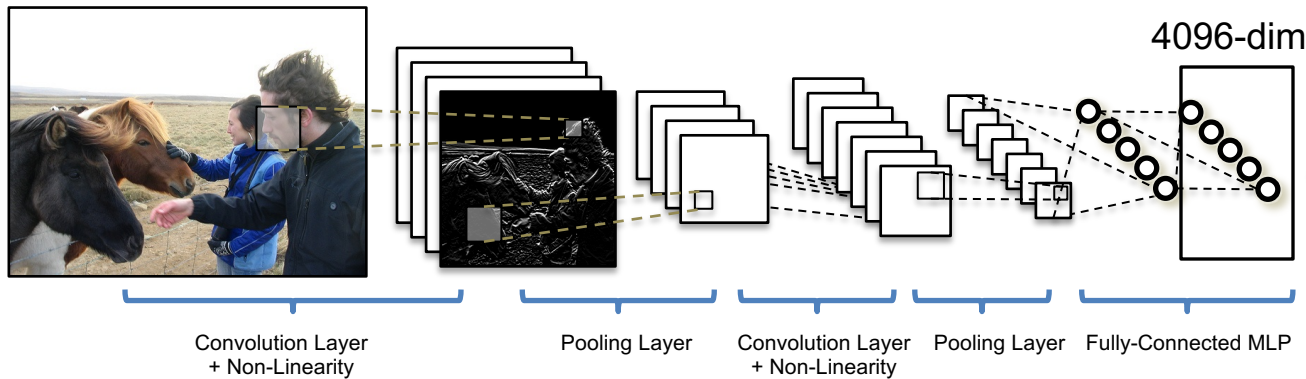 4096-dim
Convolution Layer
+ Non-Linearity
Pooling Layer
Convolution Layer
+ Non-Linearity
Pooling Layer
Fully-Connected MLP